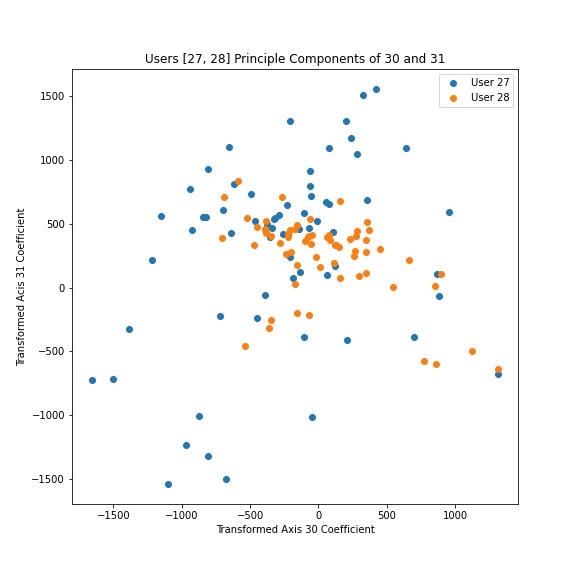 Users [27, 28] Principle Components of 30 and 31
User 27
User 28
Transformed Acis 31 Coefficient
1500
1000
500
0
−500
−1000
−1500
−1500
−1000
−500
0
500
1000
Transformed Axis 30 Coefficient